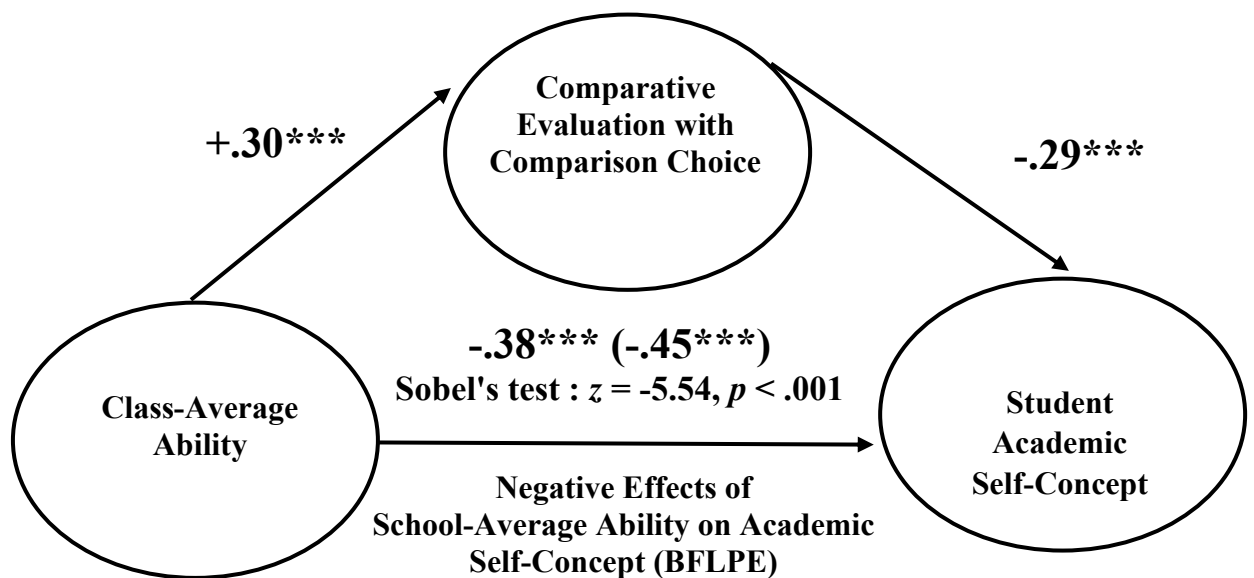 Comparative
Evaluation with
Comparison Choice
+.30***
-.29***
-.38*** (-.45***)
Sobel's test : z = -5.54, p < .001
Class-Average
Ability
Student
Academic
Self-Concept
Negative Effects of
School-Average Ability on Academic
Self-Concept (BFLPE)